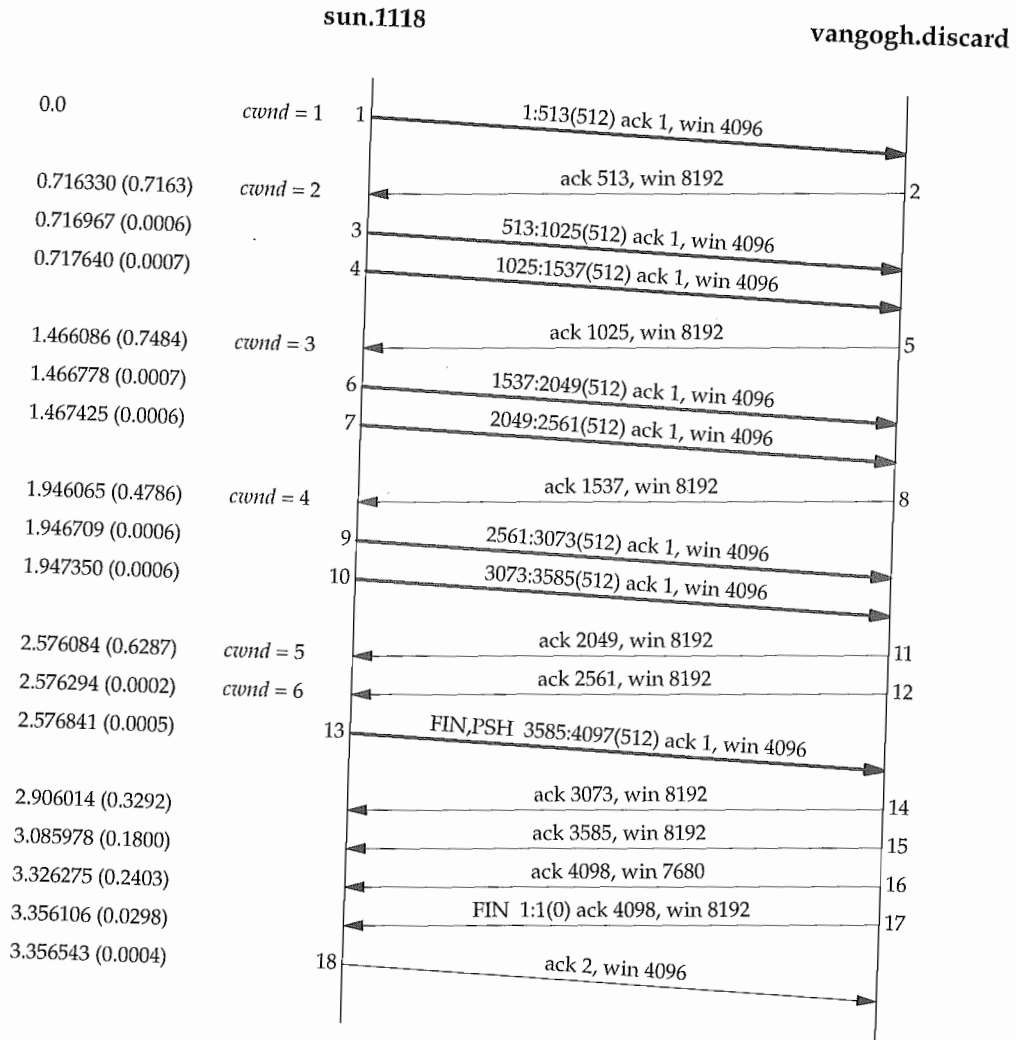 sun.1118
vangogh.discard
0.0 cwnd = 1 1 1:513(512) ack 1, win 4096
0.716330 (0.7163) cwnd = 2 ack 513, win 8192 2
0.716967 (0.0006) 3 513:1025(512) ack 1, win 4096
0.717640 (0.0007) 4 1025:1537(512) ack 1, win 4096
1.466086 (0.7484) cwnd = 3 ack 1025, win 8192 5
1.466778 (0.0007) 6 1537:2049(512) ack 1, win 4096
1.467425 (0.0006) 7 2049:2561(512) ack 1, win 4096
1.946065 (0.4786) cwnd = 4 ack 1537, win 8192 8
1.946709 (0.0006) 9 2561:3073(512) ack 1, win 4096
1.947350 (0.0006) 10 3073:3585(512) ack 1, win 4096
2.576084 (0.6287) cwnd = 5 ack 2049, win 8192 11
2.576294 (0.0002) cwnd = 6 ack 2561, win 8192 12
2.576841 (0.0005) 13 FIN,PSH 3585:4097(512) ack 1, win 4096
2.906014 (0.3292) ack 3073, win 8192 14
3.085978 (0.1800) ack 3585, win 8192 15
3.326275 (0.2403) ack 4098, win 7680 16
3.356106 (0.0298) FIN 1:1(0) ack 4098, win 8192 17
3.356543 (0.0004) 18 ack 2, win 4096